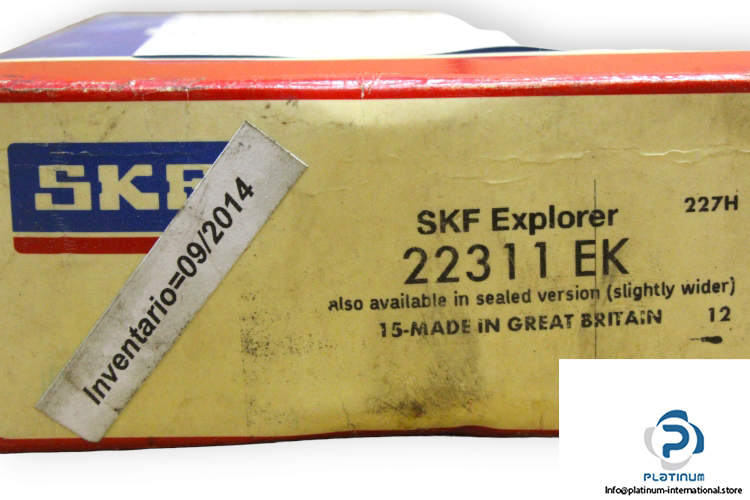 SKF
Inventario=09/2014
SKF Explorer
227H
22311 EK
Also available in sealed version (slightly wider)
15-MADE IN GREAT BRITAIN 12
PLATINUM
Info@platinum-international.store